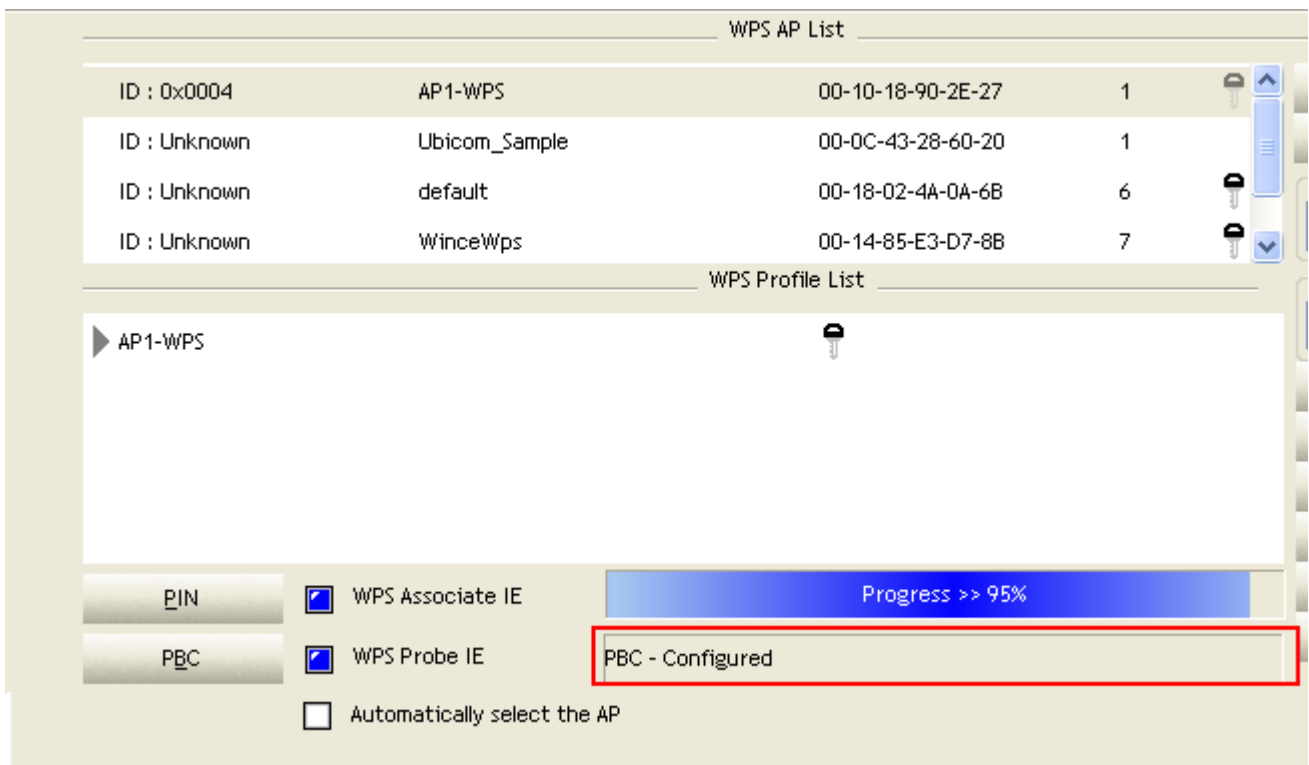 WPS AP List
ID : 0x0004 AP1-WPS 00-10-18-90-2E-27 1
ID : Unknown Ubicom_Sample 00-0C-43-28-60-20 1
ID : Unknown default 00-18-02-4A-0A-6B 6
ID : Unknown WinceWps 00-14-85-E3-D7-8B 7
WPS Profile List
AP1-WPS
PIN WPS Associate IE Progress >> 95%
PBC WPS Probe IE PBC - Configured
Automatically select the AP